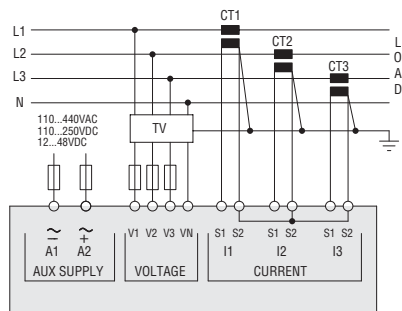 CT1
L1
CT2
L2
CT3
L3
N
L
O
A
D
110...440VAC
110...250VDC
12...48VDC
TV
~ ~
− +
V1 V2 V3 VN S1 S2 S1 S2 S1 S2
A1 A2 I1 I2 I3
AUX SUPPLY VOLTAGE CURRENT